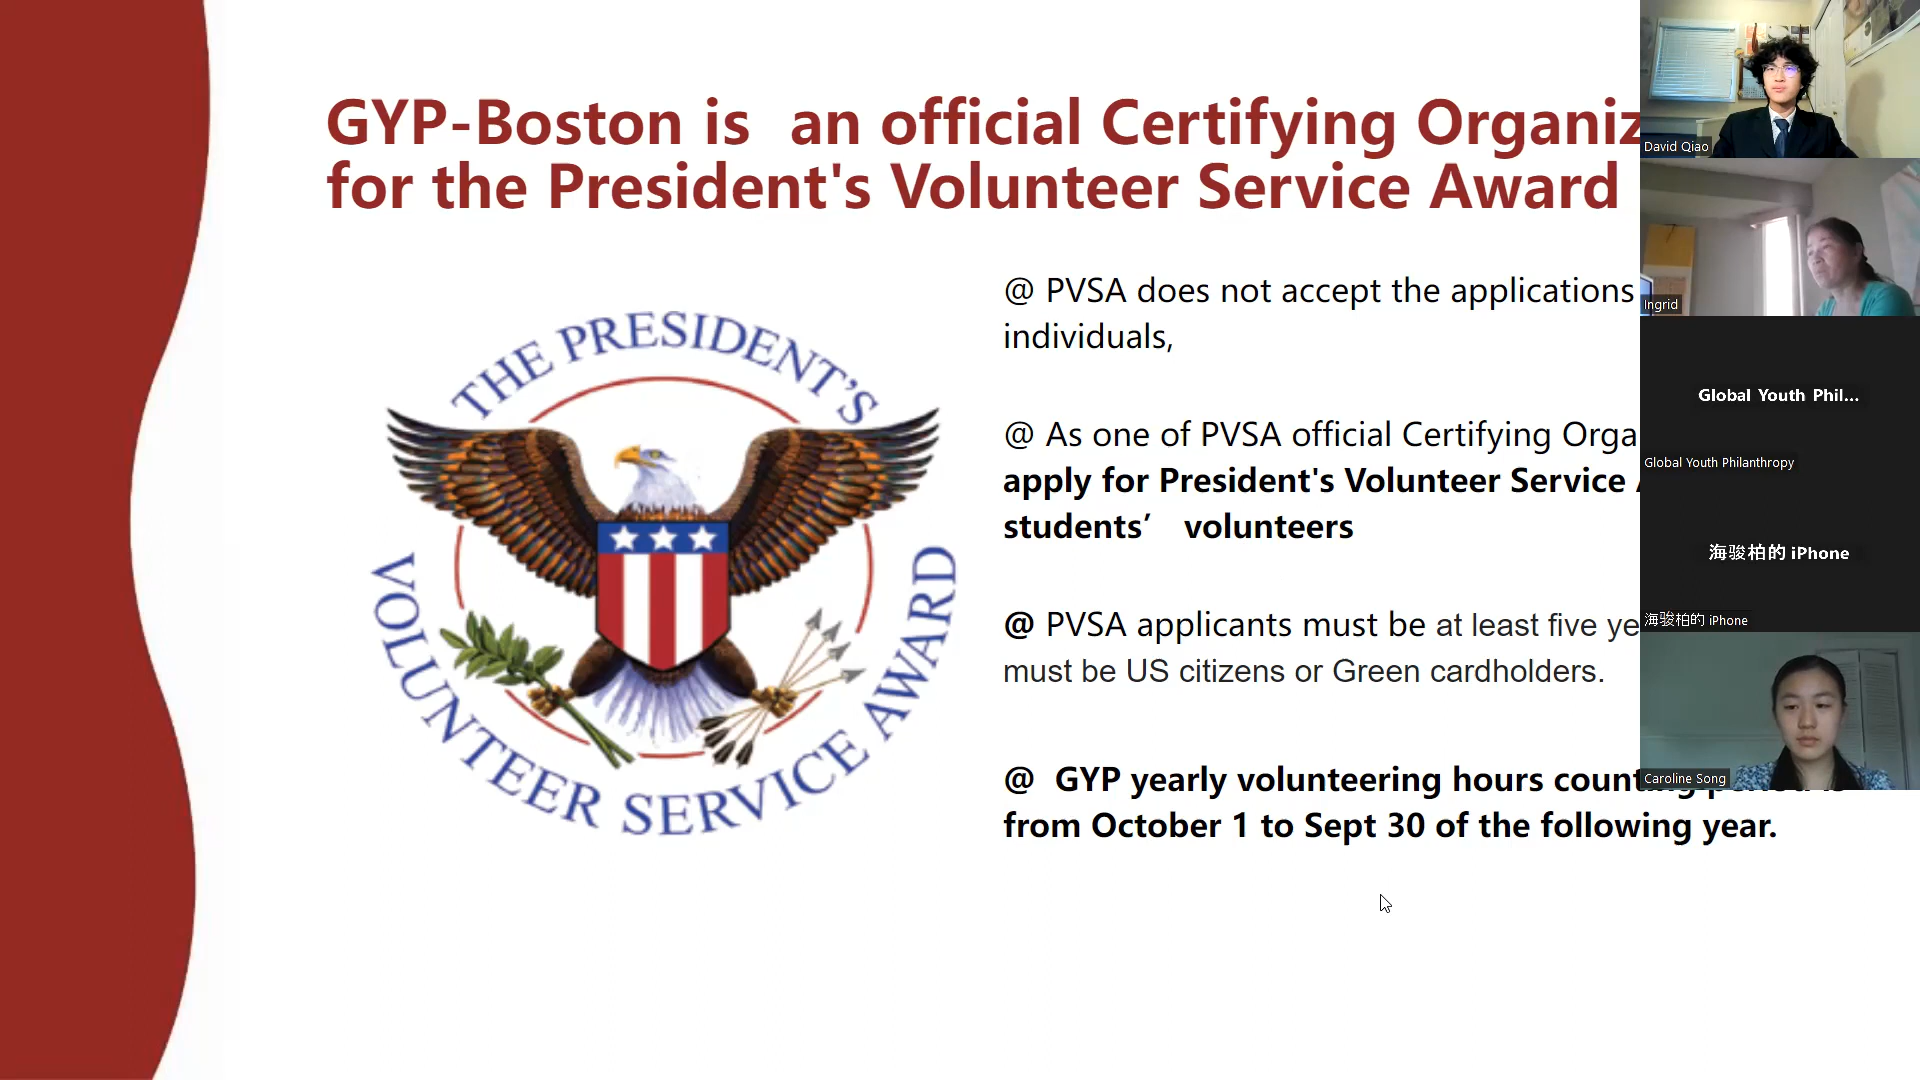 GYP-Boston is an official Certifying Organiz
for the President's Volunteer Service Award
THE PRESIDENT'S
VOLUNTEER SERVICE AWARD
@ PVSA does not accept the applications
individuals,
@ As one of PVSA official Certifying Orga
apply for President's Volunteer Service
students’ volunteers
@ PVSA applicants must be at least five ye
must be US citizens or Green cardholders.
@ GYP yearly volunteering hours counting period is
from October 1 to Sept 30 of the following year.
David Qiao
Ingrid
Global Youth Phil...
Global Youth Philanthropy
海骏柏的 iPhone
海骏柏的 iPhone
Caroline Song